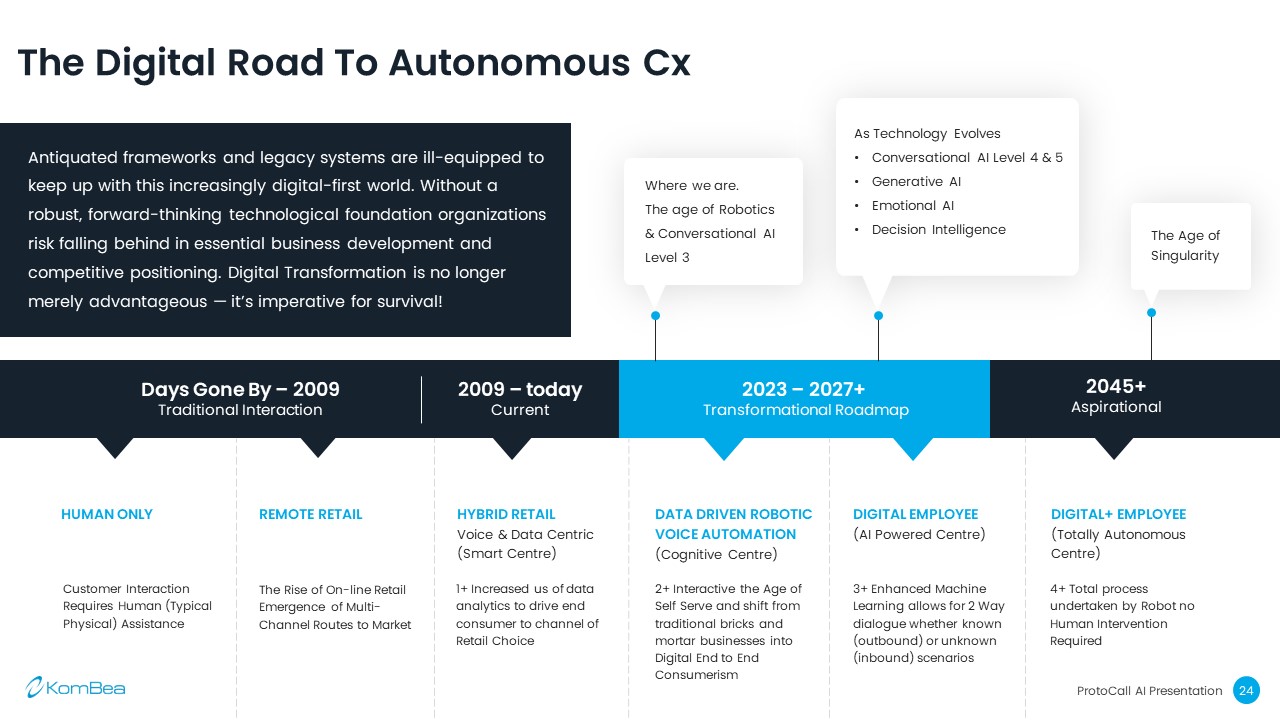 The Digital Road To Autonomous Cx
Antiquated frameworks and legacy systems are ill-equipped to
keep up with this increasingly digital-first world. Without a
robust, forward-thinking technological foundation organizations
risk falling behind in essential business development and
competitive positioning. Digital Transformation is no longer
merely advantageous — it's imperative for survival!
Where we are.
The age of Robotics
& Conversational AI
Level 3
As Technology Evolves
• Conversational AI Level 4 & 5
• Generative AI
• Emotional AI
• Decision Intelligence
The Age of
Singularity
Days Gone By – 2009
Traditional Interaction
2009 – today
Current
2023 – 2027+
Transformational Roadmap
2045+
Aspirational
HUMAN ONLY
Customer Interaction
Requires Human (Typical
Physical) Assistance
REMOTE RETAIL
The Rise of On-line Retail
Emergence of Multi-
Channel Routes to Market
HYBRID RETAIL
Voice & Data Centric
(Smart Centre)
1+ Increased us of data
analytics to drive end
consumer to channel of
Retail Choice
DATA DRIVEN ROBOTIC
VOICE AUTOMATION
(Cognitive Centre)
2+ Interactive the Age of
Self Serve and shift from
traditional bricks and
mortar businesses into
Digital End to End
Consumerism
DIGITAL EMPLOYEE
(AI Powered Centre)
3+ Enhanced Machine
Learning allows for 2 Way
dialogue whether known
(outbound) or unknown
(inbound) scenarios
DIGITAL+ EMPLOYEE
(Totally Autonomous
Centre)
4+ Total process
undertaken by Robot no
Human Intervention
Required
KomBea
ProtoCall AI Presentation 24